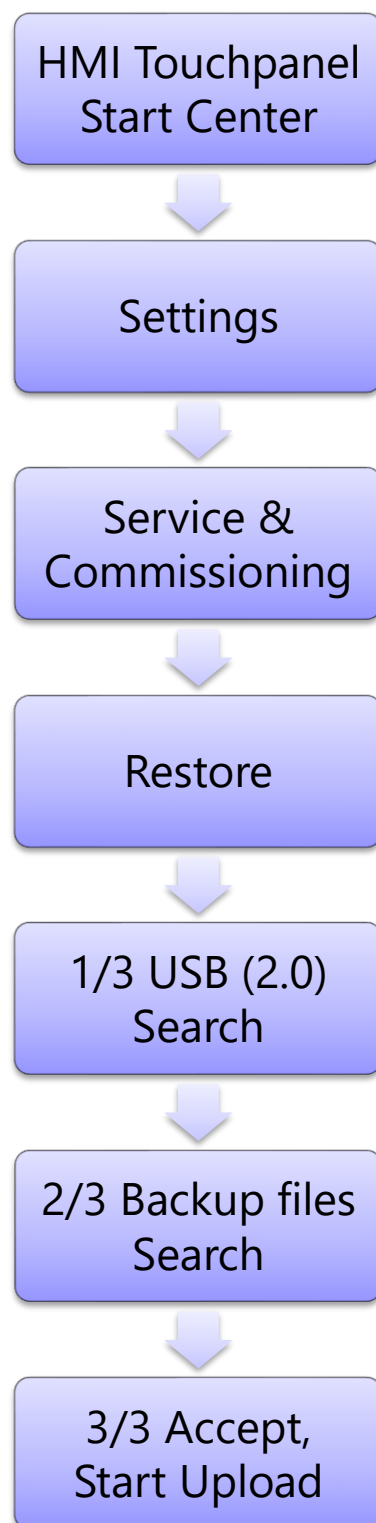 HMI Touchpanel
Start Center
Settings
Service &
Commissioning
Restore
1/3 USB (2.0)
Search
2/3 Backup files
Search
3/3 Accept,
Start Upload